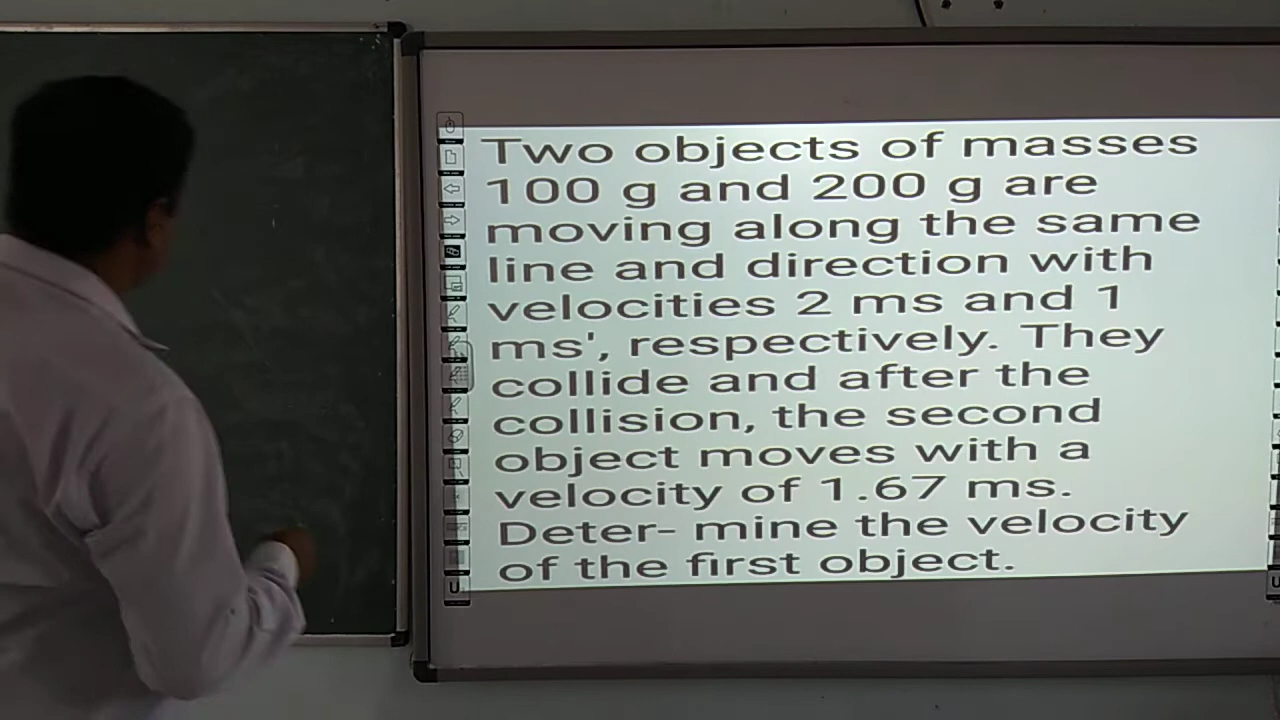 Two objects of masses
100 g and 200 g are
moving along the same
line and direction with
velocities 2 ms and 1
ms', respectively. They
collide and after the
collision, the second
object moves with a
velocity of 1.67 ms.
Deter- mine the velocity
of the first object.